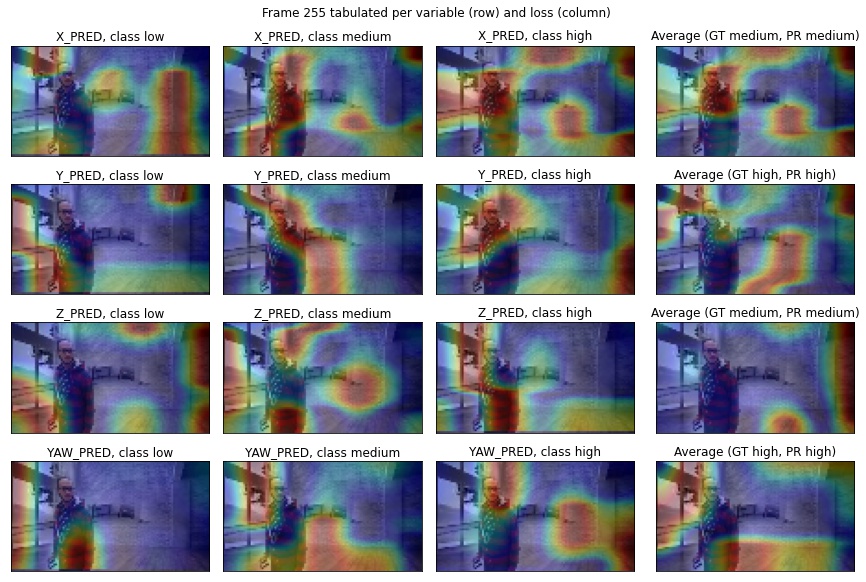 Frame 255 tabulated per variable (row) and loss (column)
X_PRED, class low
X_PRED, class medium
X_PRED, class high
Average (GT medium, PR medium)
Y_PRED, class low
Y_PRED, class medium
Y_PRED, class high
Average (GT high, PR high)
Z_PRED, class low
Z_PRED, class medium
Z_PRED, class high
Average (GT medium, PR medium)
YAW_PRED, class low
YAW_PRED, class medium
YAW_PRED, class high
Average (GT high, PR high)